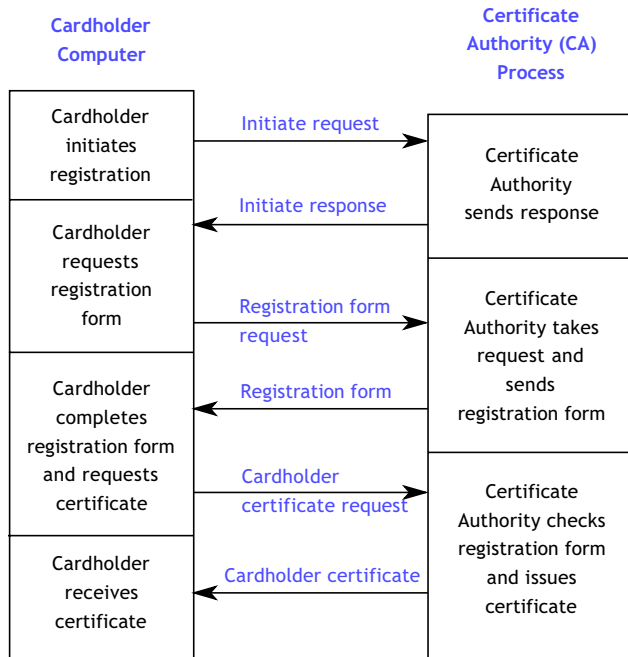 Cardholder
Computer
Certificate
Authority (CA)
Process
Cardholder
initiates
registration
Initiate request
Certificate
Authority
sends response
Initiate response
Cardholder
requests
registration
form
Registration form
request
Certificate
Authority takes
request and
sends
registration form
Registration form
Cardholder
completes
registration form
and requests
certificate
Cardholder
certificate request
Certificate
Authority checks
registration form
and issues
certificate
Cardholder certificate
Cardholder
receives
certificate